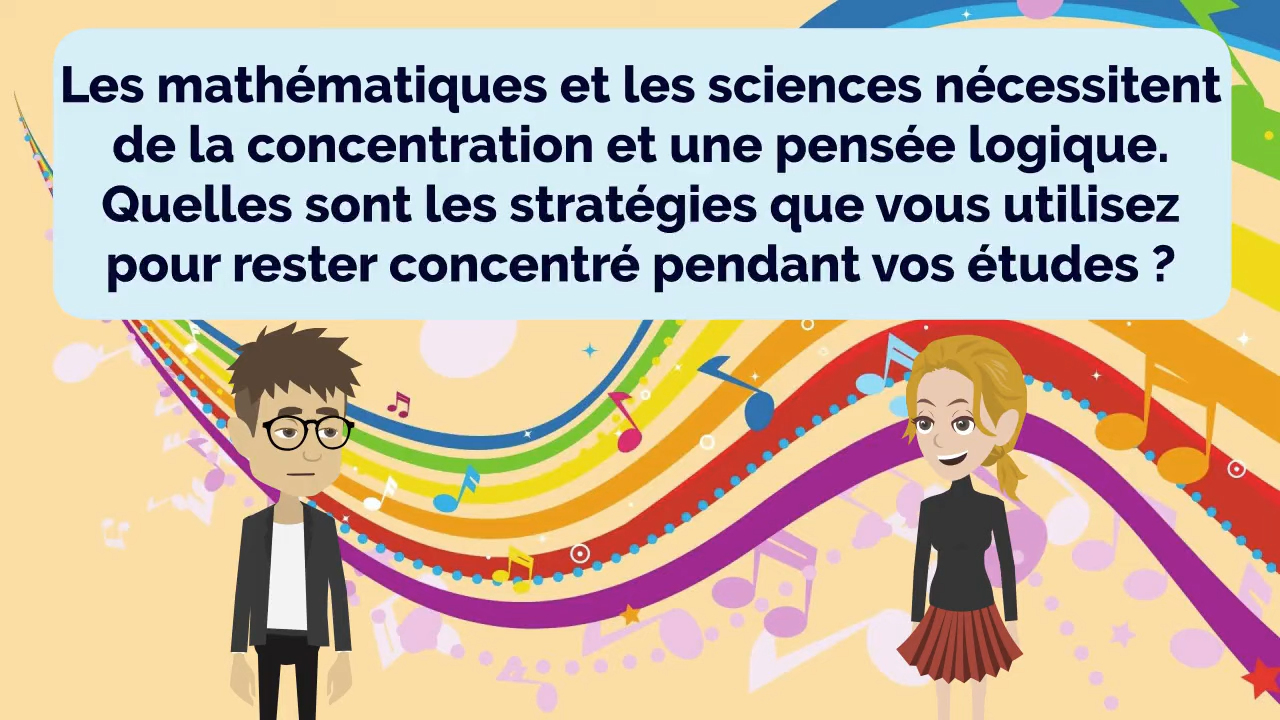 Les mathématiques et les sciences nécessitent
de la concentration et une pensée logique.
Quelles sont les stratégies que vous utilisez
pour rester concentré pendant vos études ?